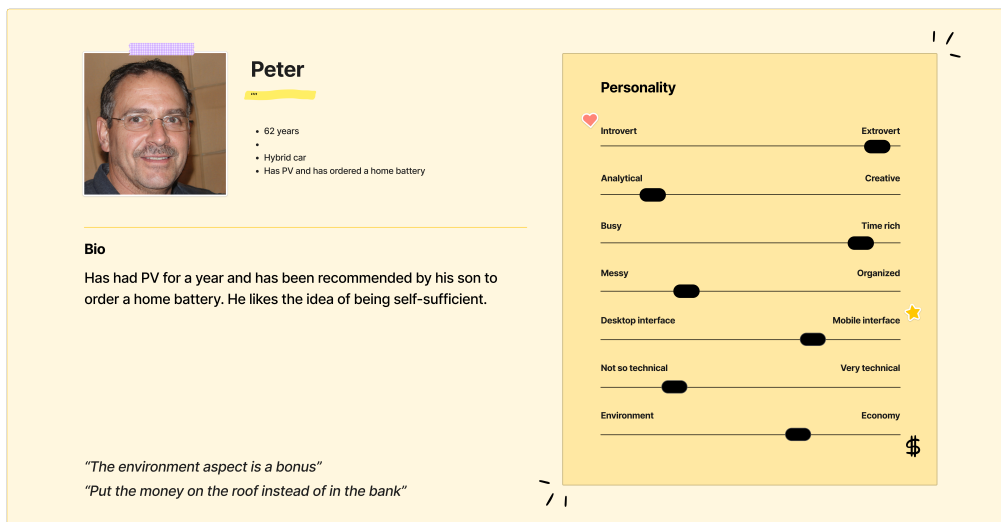 Peter
...
• 62 years
•
• Hybrid car
• Has PV and has ordered a home battery
Bio
Has had PV for a year and has been recommended by his son to
order a home battery. He likes the idea of being self-sufficient.
“The environment aspect is a bonus”
“Put the money on the roof instead of in the bank”
Personality
Introvert Extrovert
Analytical Creative
Busy Time rich
Messy Organized
Desktop interface Mobile interface
Not so technical Very technical
Environment Economy
$